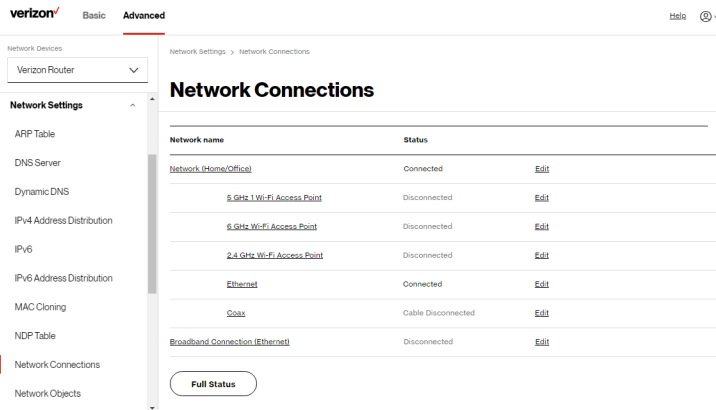 verizon✓ Basic Advanced Help
Network Devices
Verizon Router
Network Settings
ARP Table
DNS Server
Dynamic DNS
IPv4 Address Distribution
IPv6
IPv6 Address Distribution
MAC Cloning
NDP Table
Network Connections
Network Objects
Network Settings > Network Connections
Network Connections
Network name Status
Network (Home/Office) Connected Edit
5 GHz 1 Wi-Fi Access Point Disconnected Edit
6 GHz Wi-Fi Access Point Disconnected Edit
2.4 GHz Wi-Fi Access Point Disconnected Edit
Ethernet Connected Edit
Coax Cable Disconnected Edit
Broadband Connection (Ethernet) Disconnected Edit
Full Status